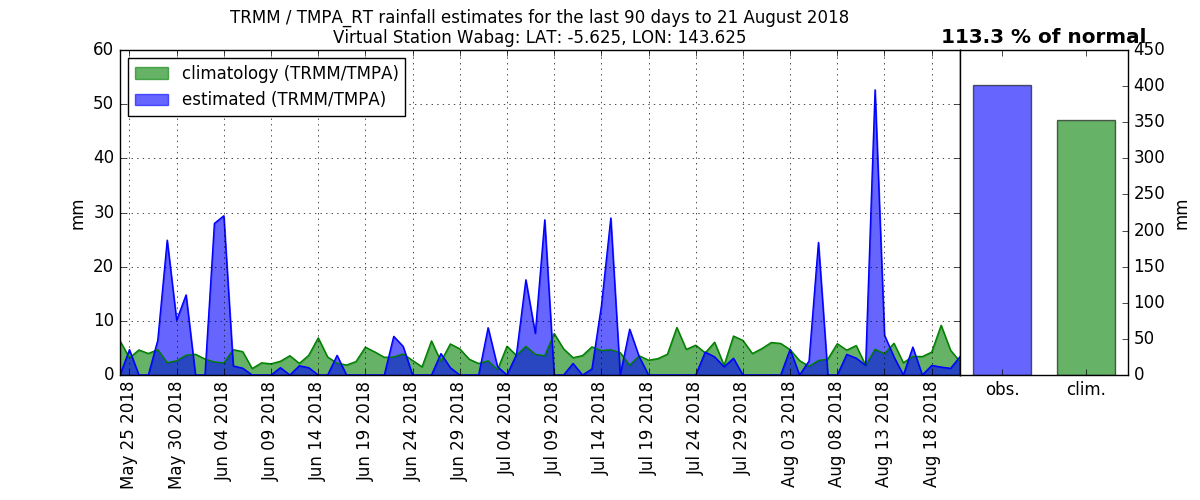 TRMM / TMPA_RT rainfall estimates for the last 90 days to 21 August 2018
Virtual Station Wabag: LAT: -5.625, LON: 143.625
113.3 % of normal
climatology (TRMM/TMPA)
estimated (TRMM/TMPA)
60
50
40
30
20
10
0
mm
May 25 2018
May 30 2018
Jun 04 2018
Jun 09 2018
Jun 14 2018
Jun 19 2018
Jun 24 2018
Jun 29 2018
Jul 04 2018
Jul 09 2018
Jul 14 2018
Jul 19 2018
Jul 24 2018
Jul 29 2018
Aug 03 2018
Aug 08 2018
Aug 13 2018
Aug 18 2018
450
400
350
300
250
200
150
100
50
0
mm
obs.
clim.